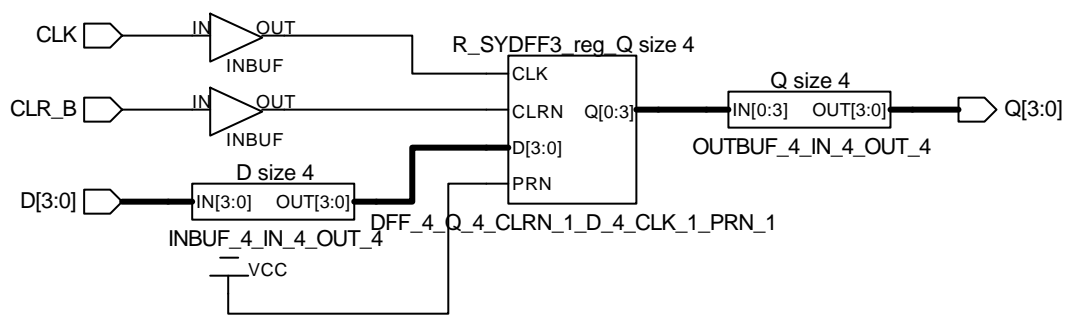 CLK
IN
OUT
INBUF
R_SYDFF3_reg_Q size 4
CLK
CLRN
D[3:0]
PRN
Q[0:3]
DFF_4_Q_4_CLRN_1_D_4_CLK_1_PRN_1
CLR_B
IN
OUT
INBUF
D[3:0]
D size 4
IN[3:0]
OUT[3:0]
INBUF_4_IN_4_OUT_4
VCC
Q size 4
IN[0:3]
OUT[3:0]
OUTBUF_4_IN_4_OUT_4
Q[3:0]